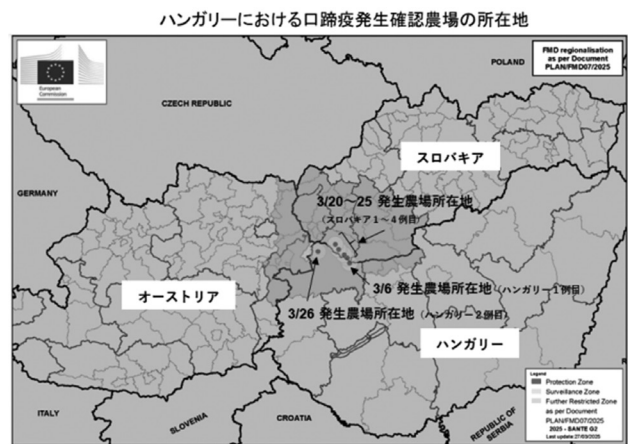 ハンガリーにおける口蹄疫発生確認農場の所在地
European
Commission
FMD regionalisation
as per Document
PLAN/FMD07/2025
POLAND
CZECH REPUBLIC
スロバキア
GERMANY
3/20～25 発生農場所在地
(スロバキア1～4例目)
オーストリア
3/6 発生農場所在地 (ハンガリー1例目)
3/26 発生農場所在地 (ハンガリー2例目)
ハンガリー
ITALY
SLOVENIA
CROATIA
REPUBLIC OF
SERBIA
Legend
Protection Zone
Surveillance Zone
Further Restricted Zone
as per Document
PLAN/FMD07/2025
2025 - SANTE G2
Last update 27/03/2025